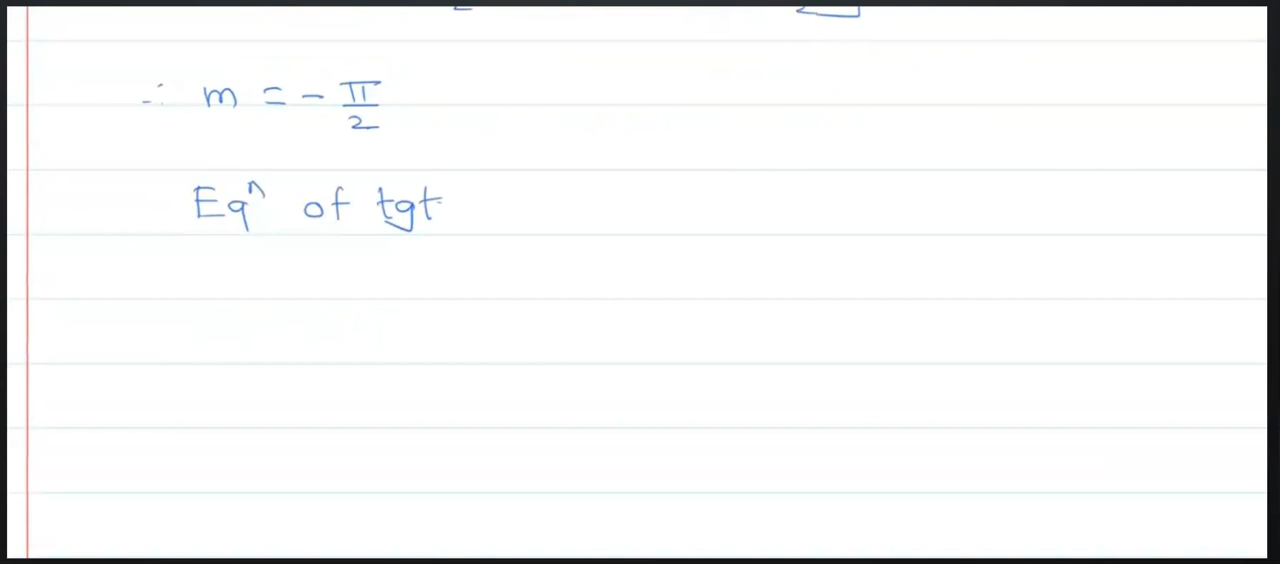 ∴ m = - π/2
Eqⁿ of tgt